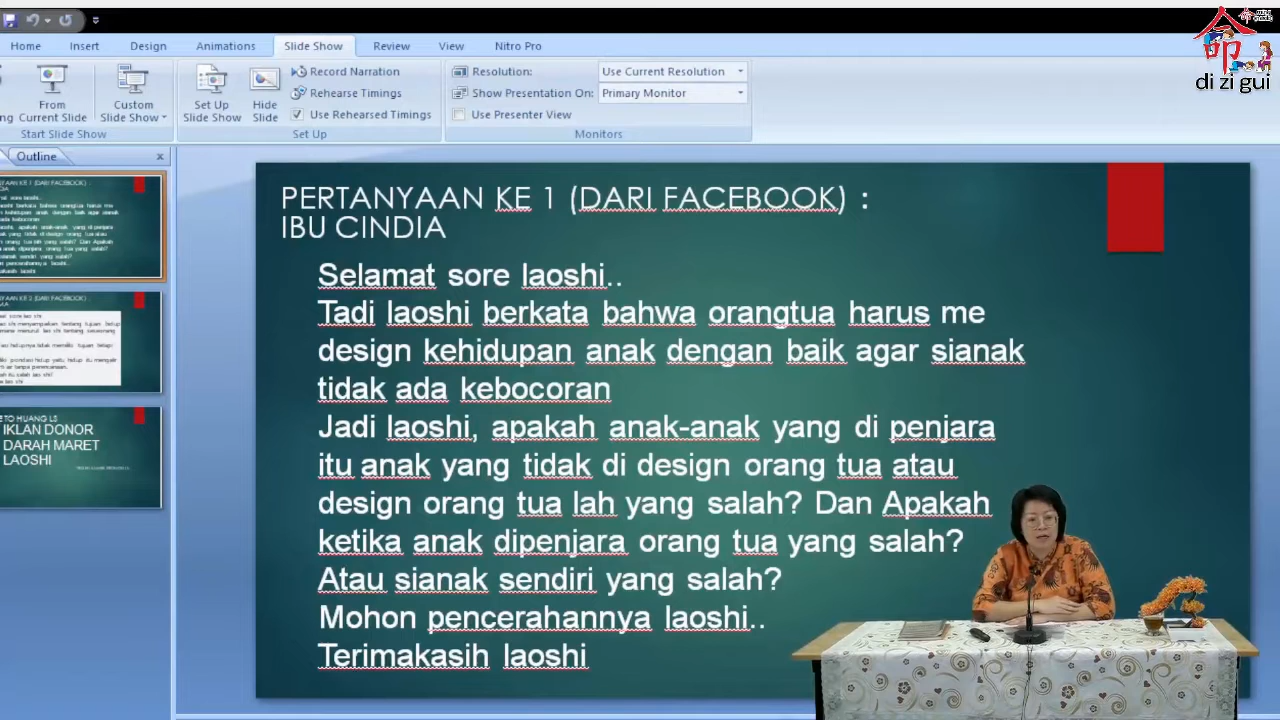 Home Insert Design Animations Slide Show Review View Nitro Pro
From Current Slide
Custom Slide Show
Start Slide Show
Set Up Slide Show
Hide Slide
Record Narration
Rehearse Timings
Use Rehearsed Timings
Set Up
Resolution: Use Current Resolution
Show Presentation On: Primary Monitor
Use Presenter View
Monitors
命
di zi gui
Outline
PERTANYAAN KE 1 (DARI FACEBOOK) :
IBU CINDIA
Selamat sore laoshi..
Tadi laoshi berkata bahwa orangtua harus me
design kehidupan anak dengan baik agar sianak
tidak ada kebocoran
Jadi laoshi, apakah anak-anak yang di penjara
itu anak yang tidak di design orang tua atau
design orang tua lah yang salah? Dan Apakah
ketika anak dipenjara orang tua yang salah?
Atau sianak sendiri yang salah?
Mohon pencerahannya laoshi..
Terimakasih laoshi
IKLAN DONOR
DARAH MARET
LAOSHI